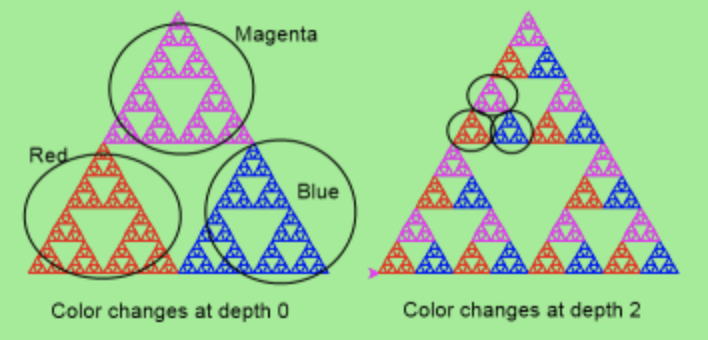 Magenta
Red
Blue
Color changes at depth 0
Color changes at depth 2